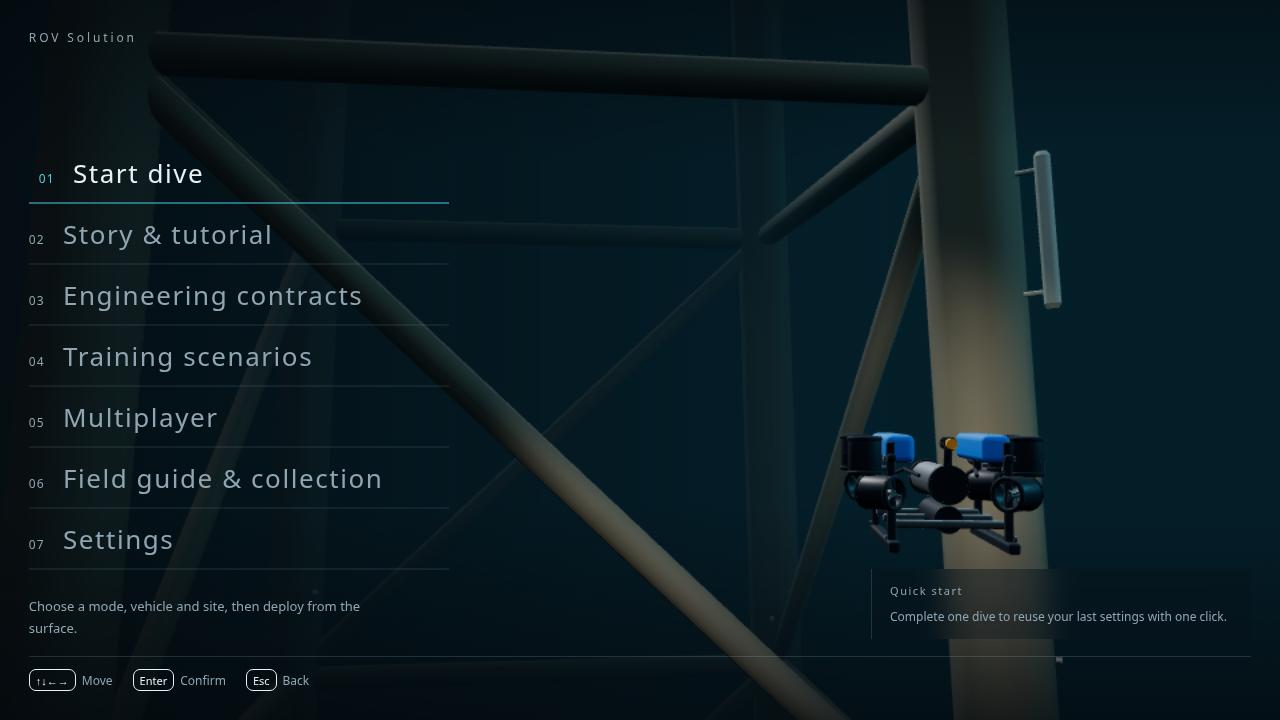 ROV Solution
01 Start dive
02 Story & tutorial
03 Engineering contracts
04 Training scenarios
05 Multiplayer
06 Field guide & collection
07 Settings
Choose a mode, vehicle and site, then deploy from the
surface.
Quick start
Complete one dive to reuse your last settings with one click.
↑↓←→ Move Enter Confirm Esc Back